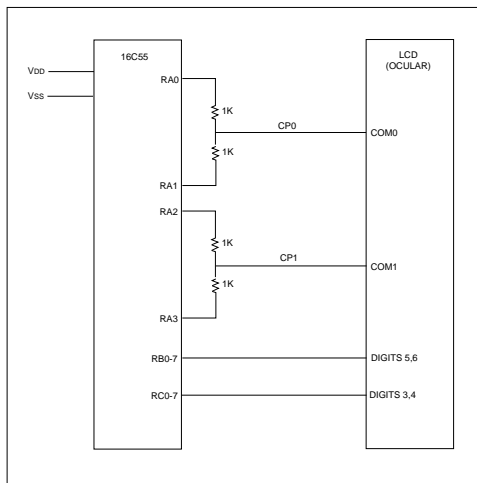 16C55
LCD
(OCULAR)
VDD
VSS
RA0
1K
CP0
COM0
1K
RA1
RA2
1K
CP1
COM1
1K
RA3
RB0-7
DIGITS 5,6
RC0-7
DIGITS 3,4